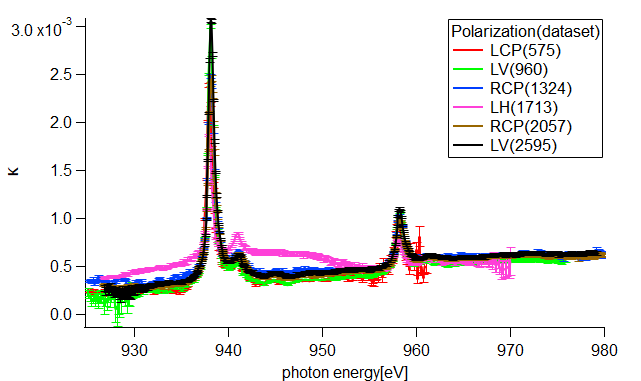 3.0 x10⁻³
2.5
2.0
1.5
1.0
0.5
0.0
κ
930 940 950 960 970 980
photon energy[eV]
Polarization(dataset)
LCP(575)
LV(960)
RCP(1324)
LH(1713)
RCP(2057)
LV(2595)